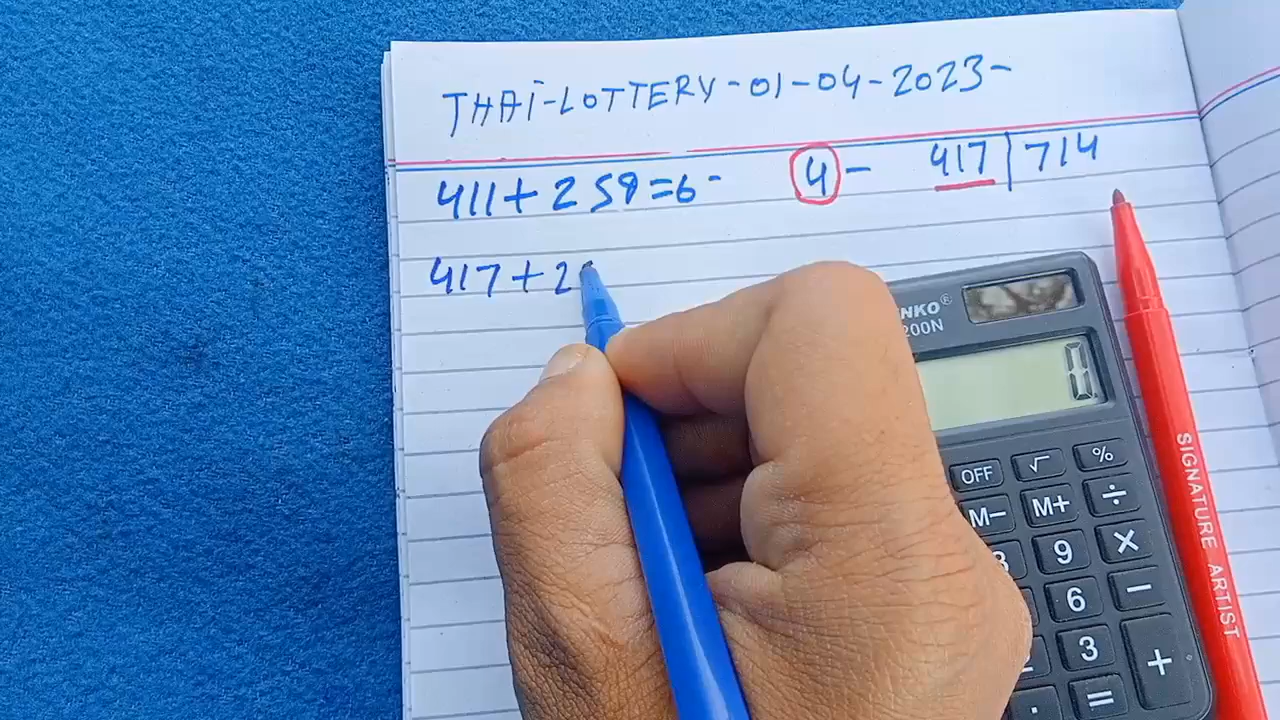 THAi-LOTTERY-01-04-2023-
411+259=6- 4- 417|714
417+2
NKO®
200N
OFF √ %
M- M+ ÷
9 ×
6 -
3 +
. =
SIGNATURE ARTIST